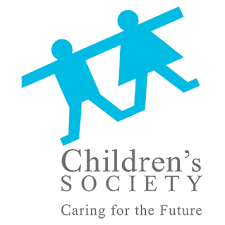 Children's
SOCIETY
Caring for the Future